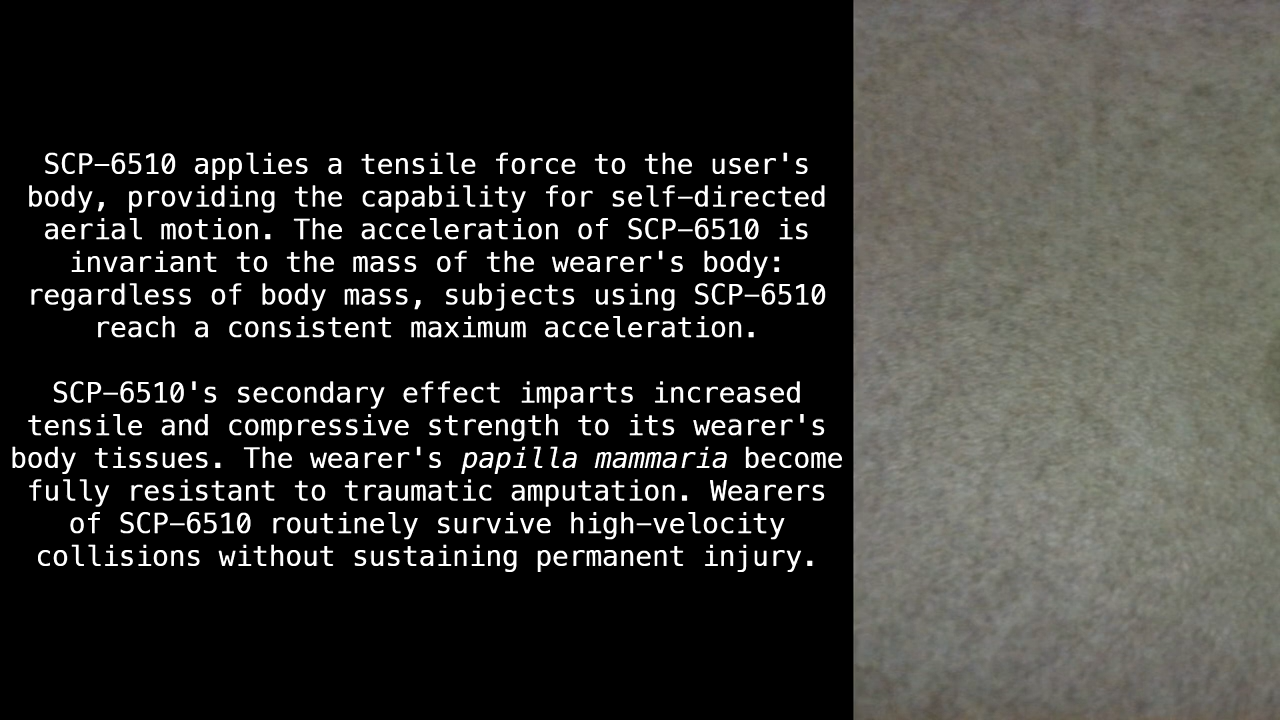 SCP-6510 applies a tensile force to the user's
body, providing the capability for self-directed
aerial motion. The acceleration of SCP-6510 is
invariant to the mass of the wearer's body:
regardless of body mass, subjects using SCP-6510
reach a consistent maximum acceleration.
SCP-6510's secondary effect imparts increased
tensile and compressive strength to its wearer's
body tissues. The wearer's papilla mammaria become
fully resistant to traumatic amputation. Wearers
of SCP-6510 routinely survive high-velocity
collisions without sustaining permanent injury.